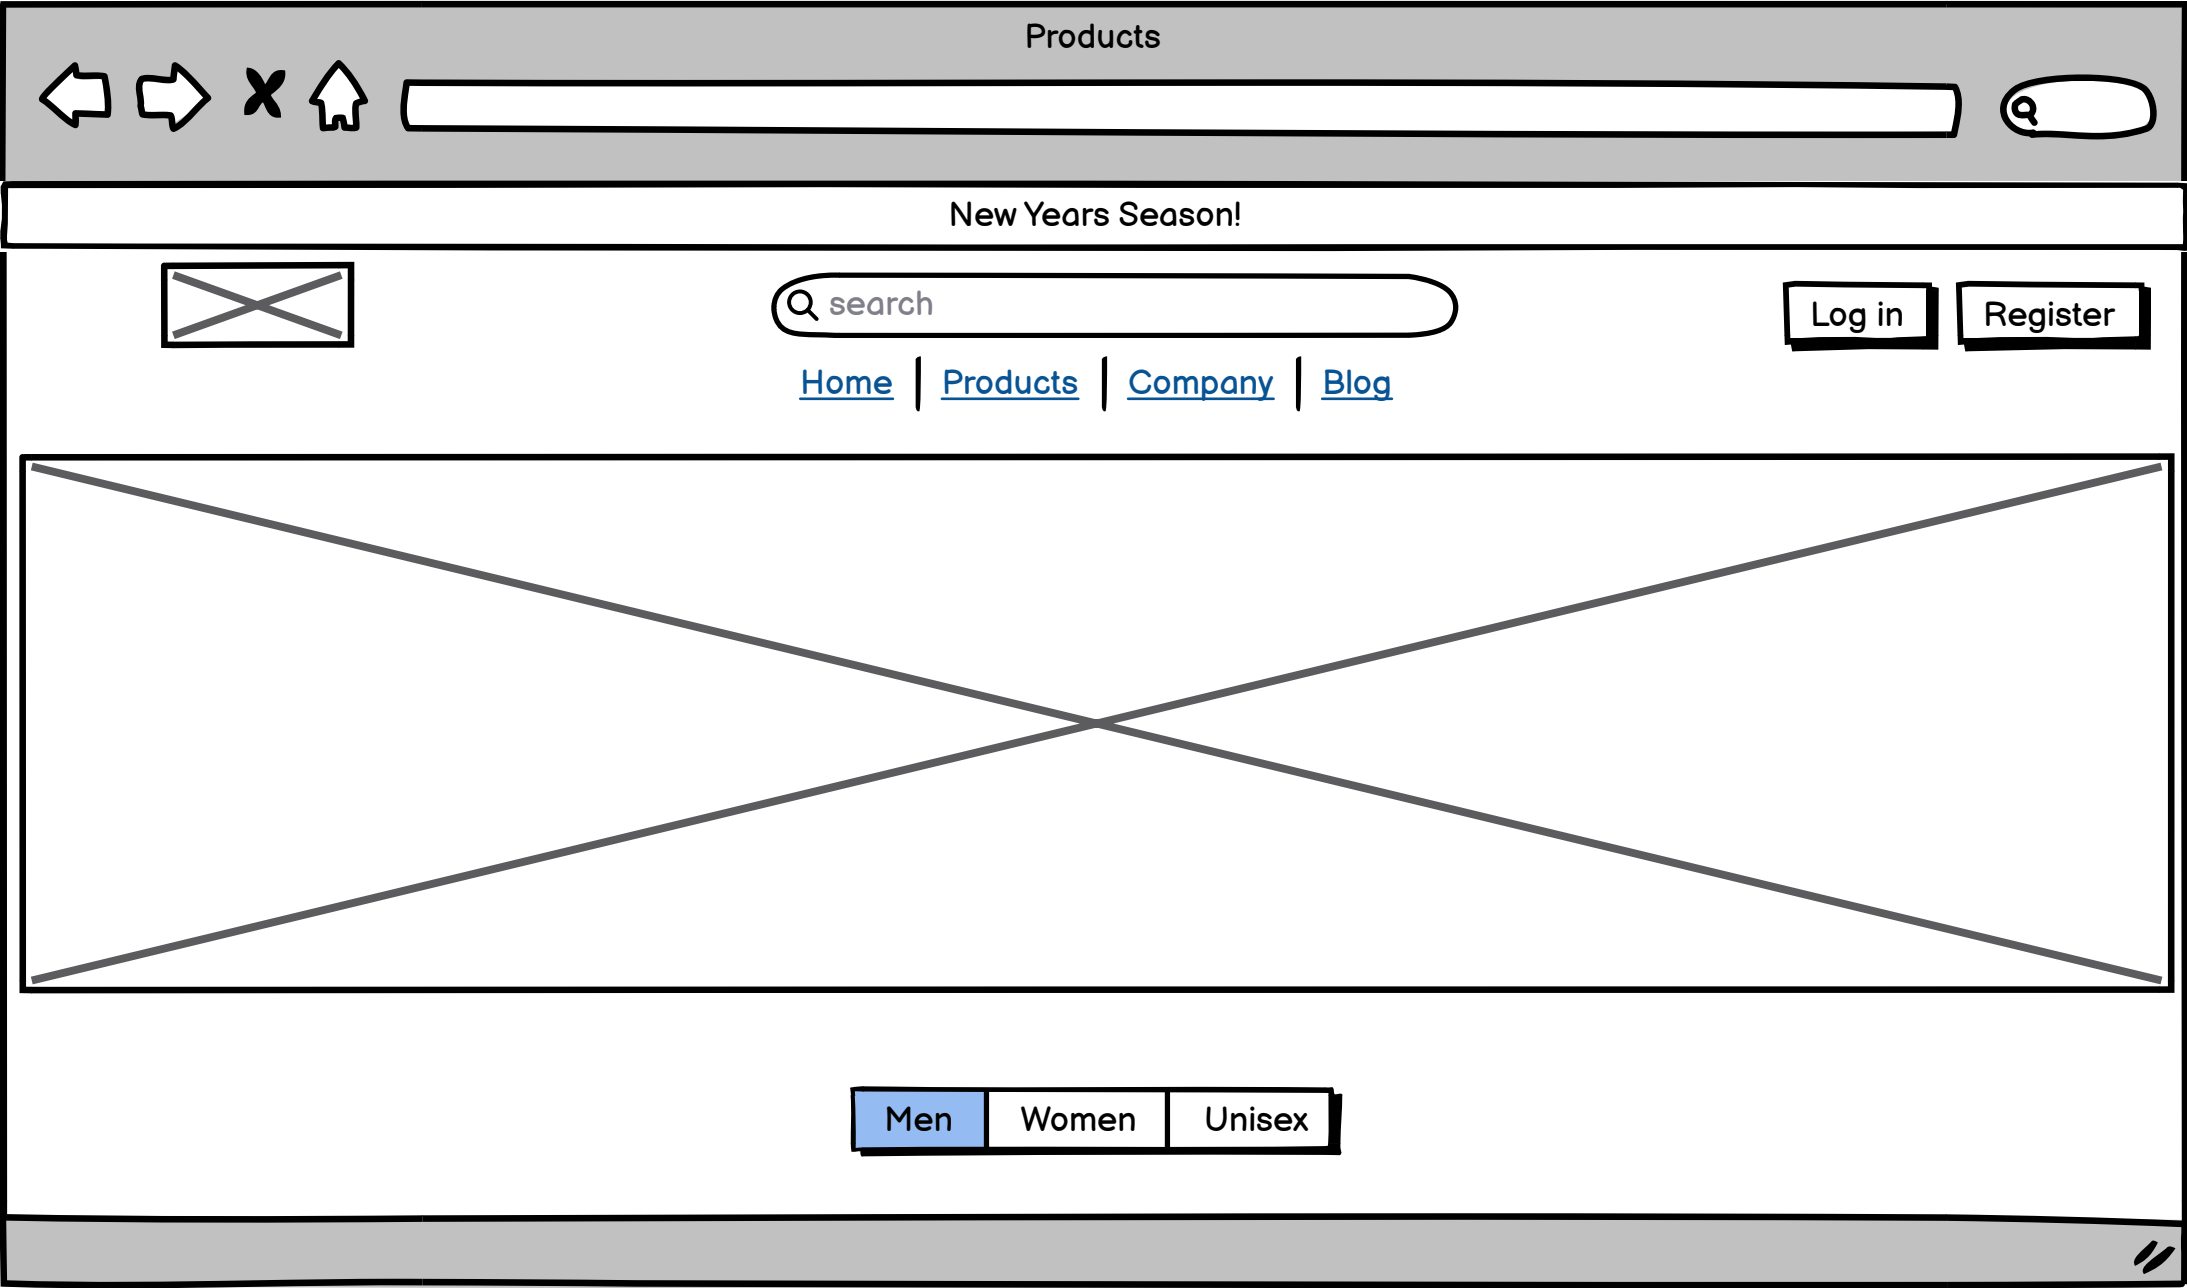 Products
New Years Season!
search
Log in
Register
Home
Products
Company
Blog
Men
Women
Unisex